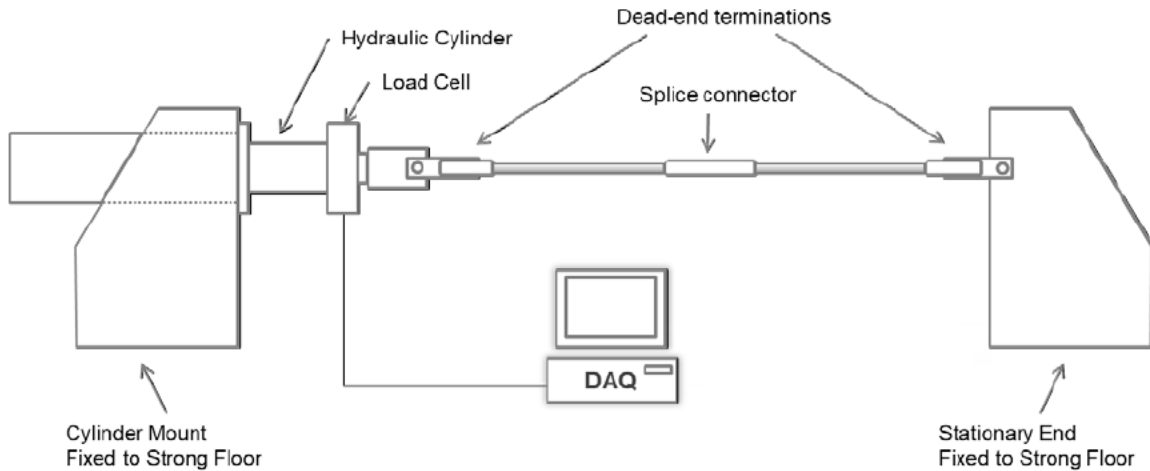 Dead-end terminations
Hydraulic Cylinder
Load Cell
Splice connector
DAQ
Cylinder Mount
Fixed to Strong Floor
Stationary End
Fixed to Strong Floor